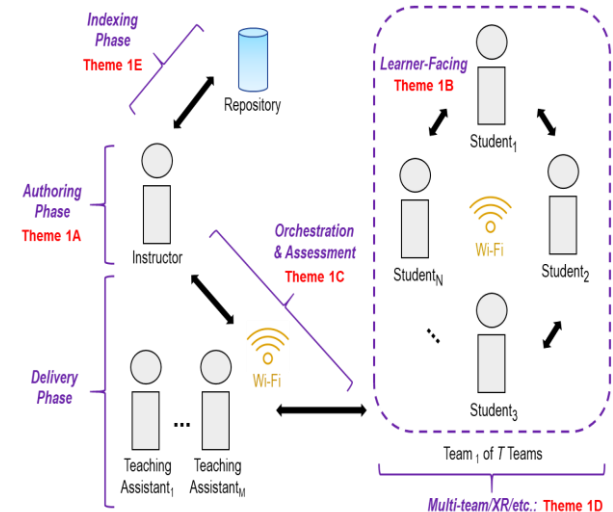 Indexing
Phase
Theme 1E
Repository
Learner-Facing
Theme 1B
Student1
Authoring
Phase
Theme 1A
Instructor
Orchestration
& Assessment
Theme 1C
StudentN
Wi-Fi
Student2
Delivery
Phase
Wi-Fi
...
Student3
...
Teaching
Assistant1
Teaching
AssistantM
Team 1 of T Teams
Multi-team/XR/etc.: Theme 1D